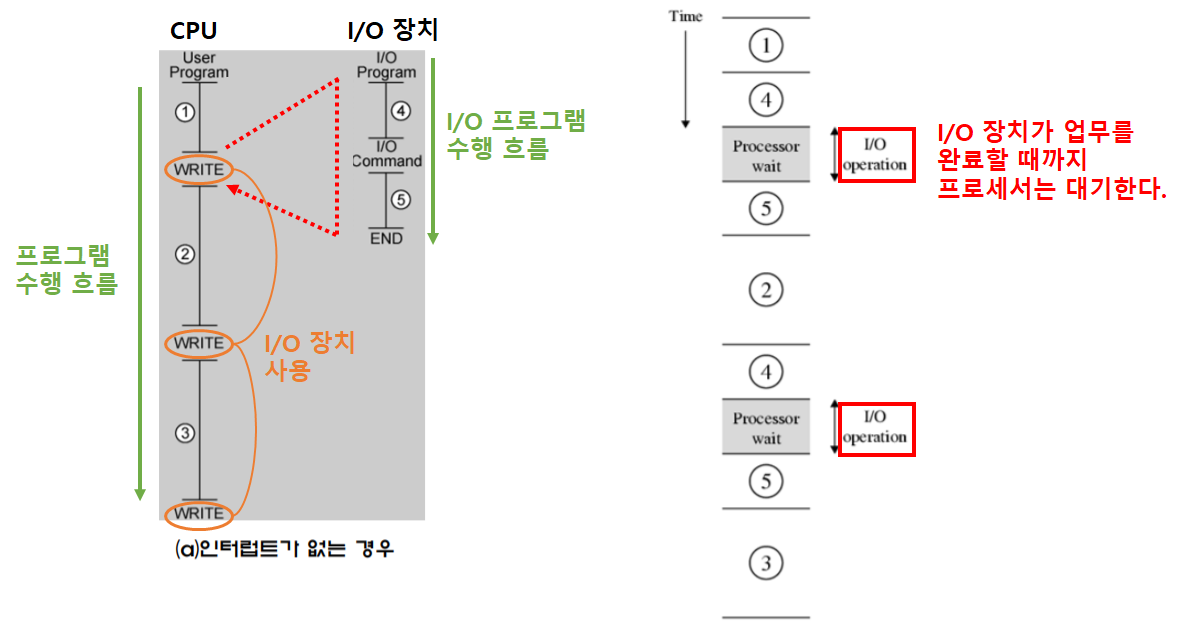 CPU
I/O 장치
User
Program
①
WRITE
②
WRITE
③
WRITE
I/O
Program
④
I/O
Command
⑤
END
프로그램
수행 흐름
I/O 프로그램
수행 흐름
I/O 장치
사용
(a)인터럽트가 없는 경우
Time
①
④
Processor
wait
I/O
operation
I/O 장치가 업무를
완료할 때까지
프로세서는 대기한다.
⑤
②
④
Processor
wait
I/O
operation
⑤
③